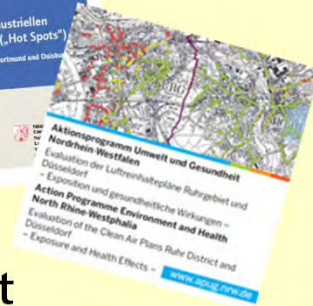 ustriellen
(„Hot Spots“)
ortmund und Duisbu
Aktionsprogramm Umwelt und Gesundheit
Nordrhein-Westfalen
Evaluation der Luftreinhaltepläne Ruhrgebiet und
Düsseldorf
– Exposition und gesundheitliche Wirkungen –
Action Programme Environment and Health
North Rhine-Westphalia
Evaluation of the Clean Air Plans Ruhr District and
Düsseldorf
– Exposure and Health Effects –
www.apug.nrw.de
t